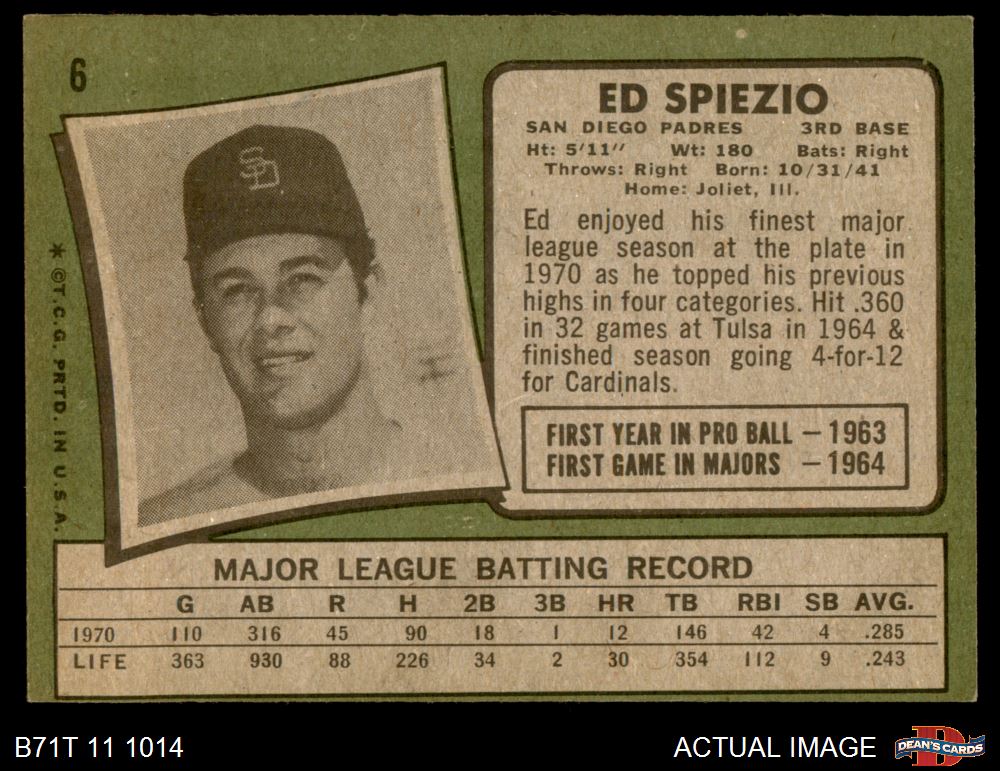 6
SD
ED SPIEZIO
SAN DIEGO PADRES 3RD BASE
Ht: 5'11" Wt: 180 Bats: Right
Throws: Right Born: 10/31/41
Home: Joliet, Ill.
Ed enjoyed his finest major
league season at the plate in
1970 as he topped his previous
highs in four categories. Hit .360
in 32 games at Tulsa in 1964 &
finished season going 4-for-12
for Cardinals.
FIRST YEAR IN PRO BALL – 1963
FIRST GAME IN MAJORS – 1964
* © T.C.G. PRTD. IN U.S.A.
MAJOR LEAGUE BATTING RECORD
G AB R H 2B 3B HR TB RBI SB AVG.
1970 110 316 45 90 18 1 12 146 42 4 .285
LIFE 363 930 88 226 34 2 30 354 112 9 .243
B71T 11 1014
ACTUAL IMAGE
D
DEAN'S CARDS